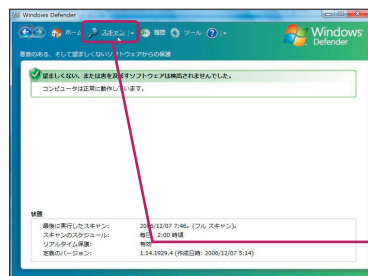 Windows Defender
ホーム スキャン 履歴 ツール
Windows Defender
悪意のある、そして望ましくないソフトウェアからの保護
望ましくない、または害を及ぼすソフトウェアは検出されませんでした。
コンピュータは正常に動作しています。
状態
最後に実行したスキャン: 2006/12/07 7:46。(フル スキャン)。
スキャンのスケジュール: 毎日、2:00 時頃
リアルタイム保護: 有効
定義のバージョン: 1.14.1929.4 (作成日時: 2006/12/07 5:14)